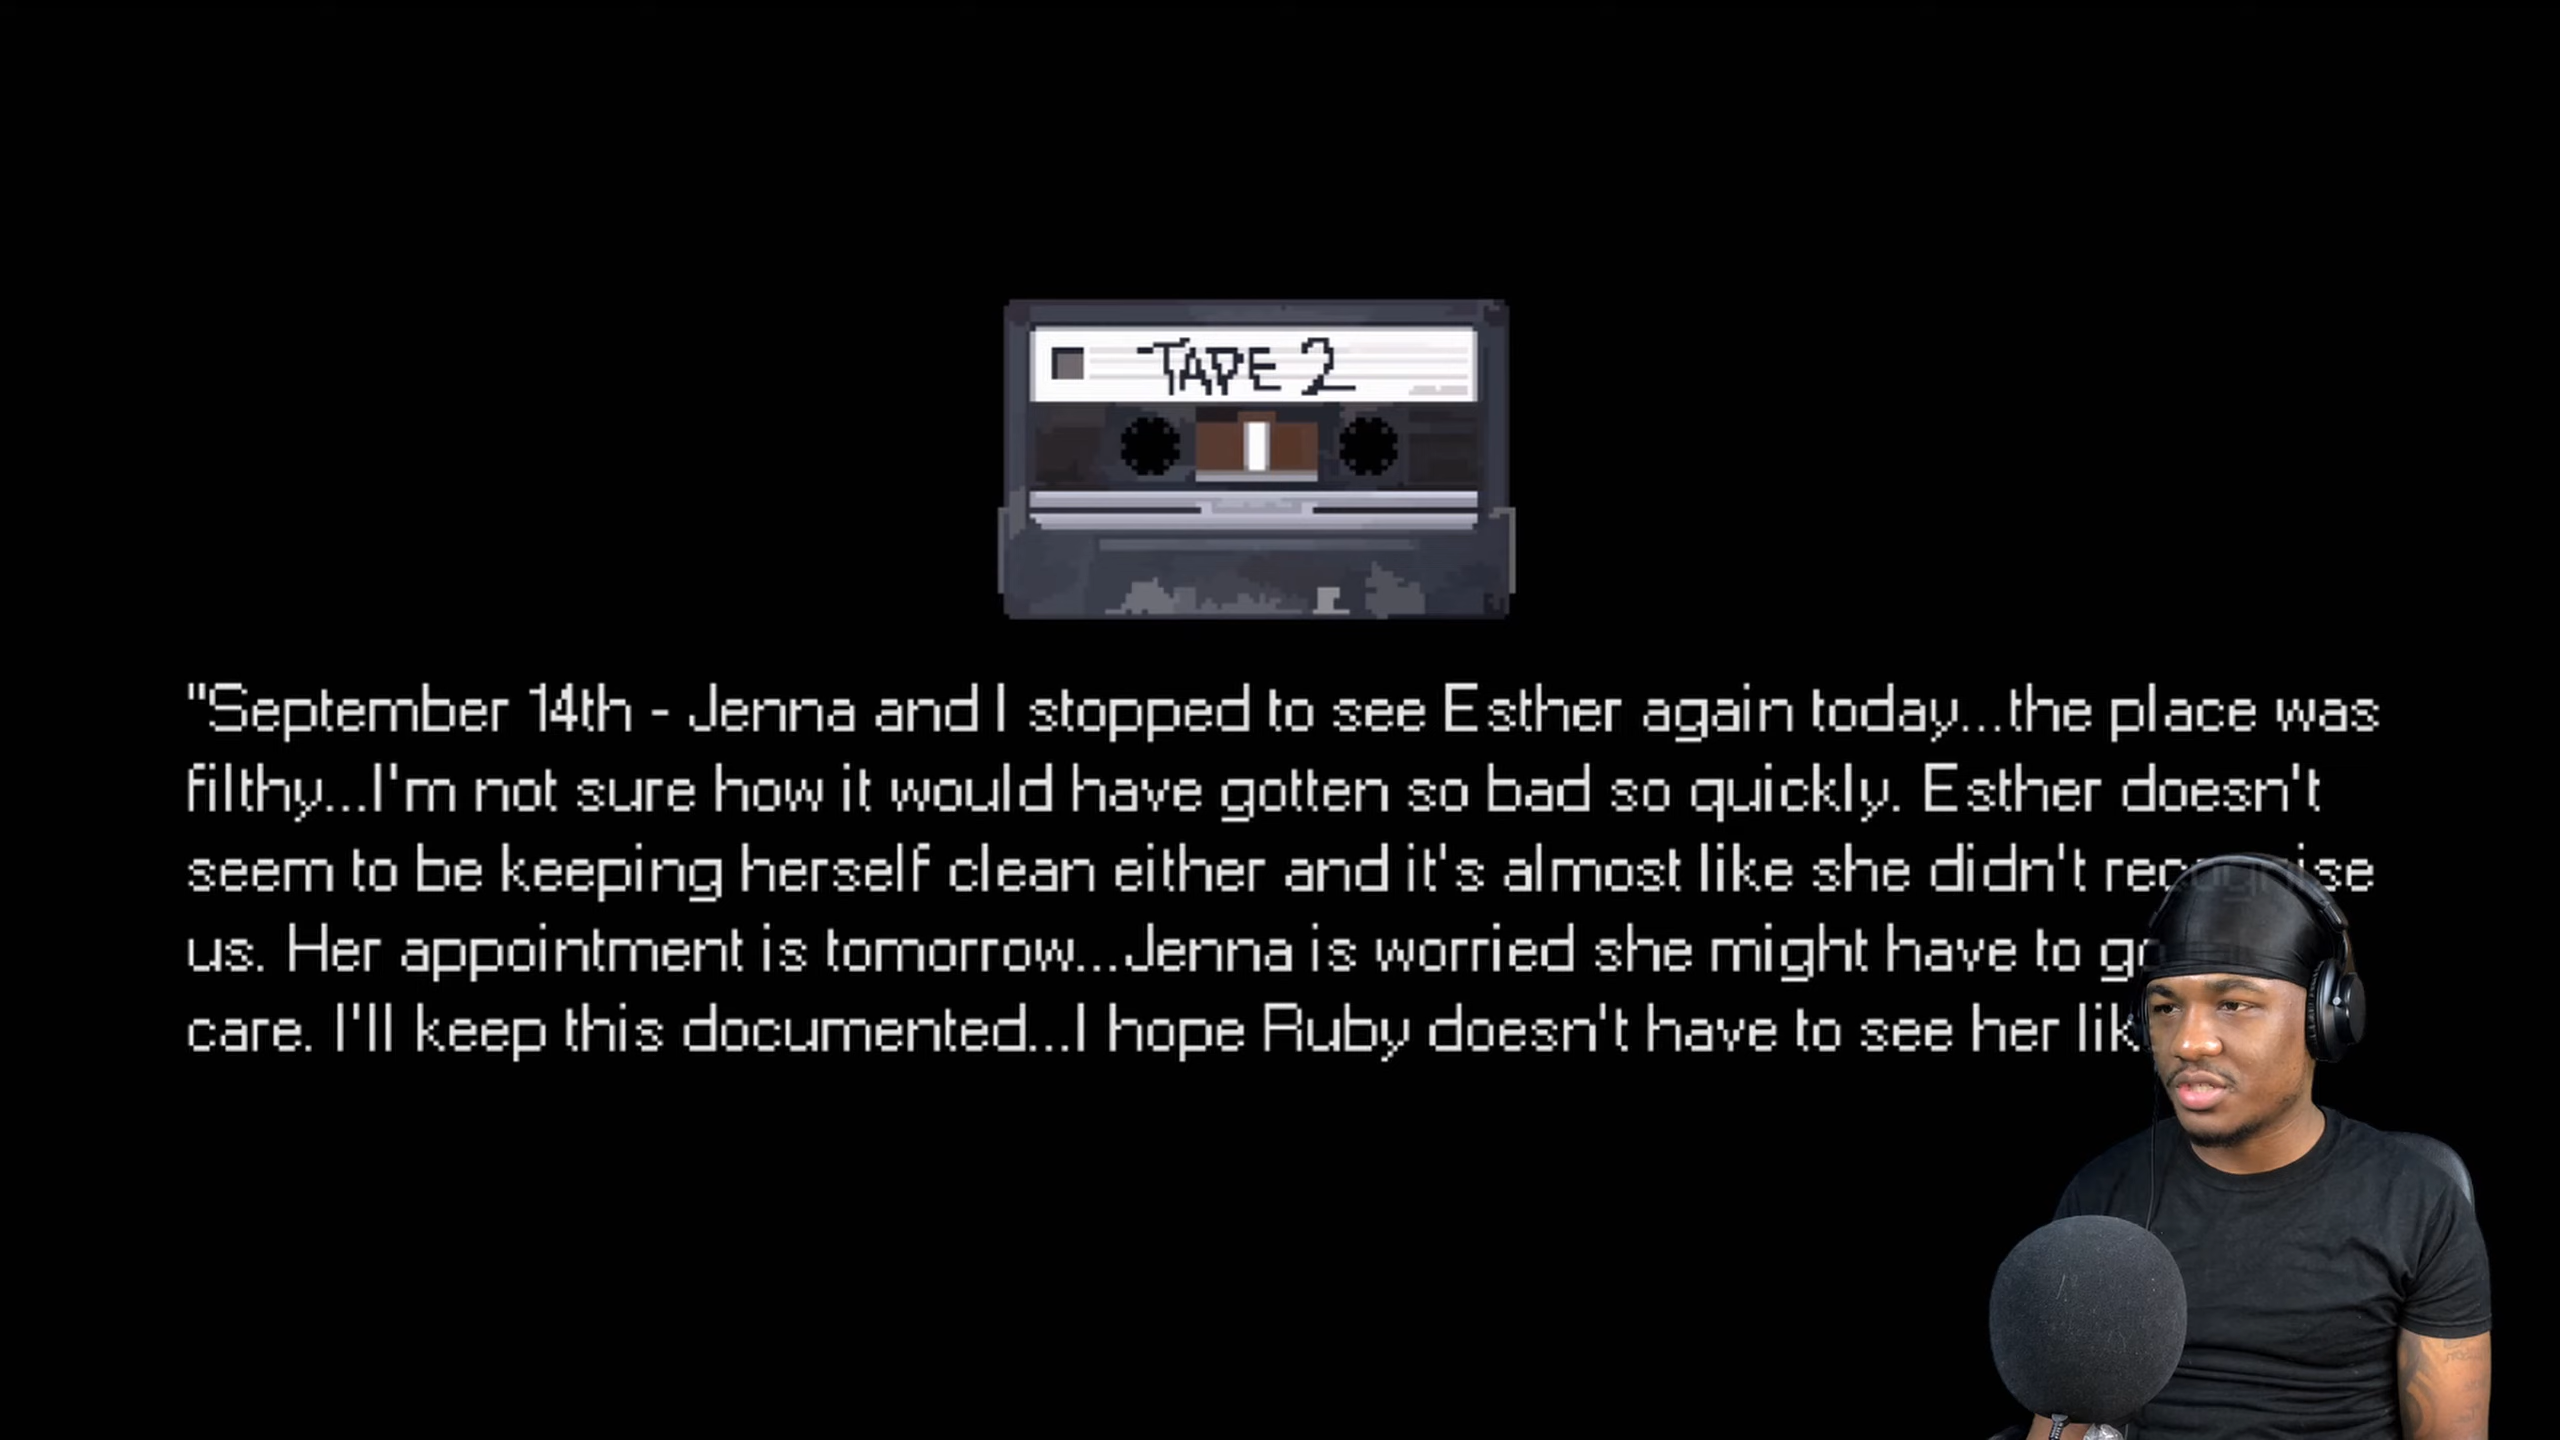 TAPE 2
"September 14th - Jenna and I stopped to see Esther again today...the place was
filthy...I'm not sure how it would have gotten so bad so quickly. Esther doesn't
seem to be keeping herself clean either and it's almost like she didn't recognise
us. Her appointment is tomorrow...Jenna is worried she might have to
care. I'll keep this documented...I hope Ruby doesn't have to see her